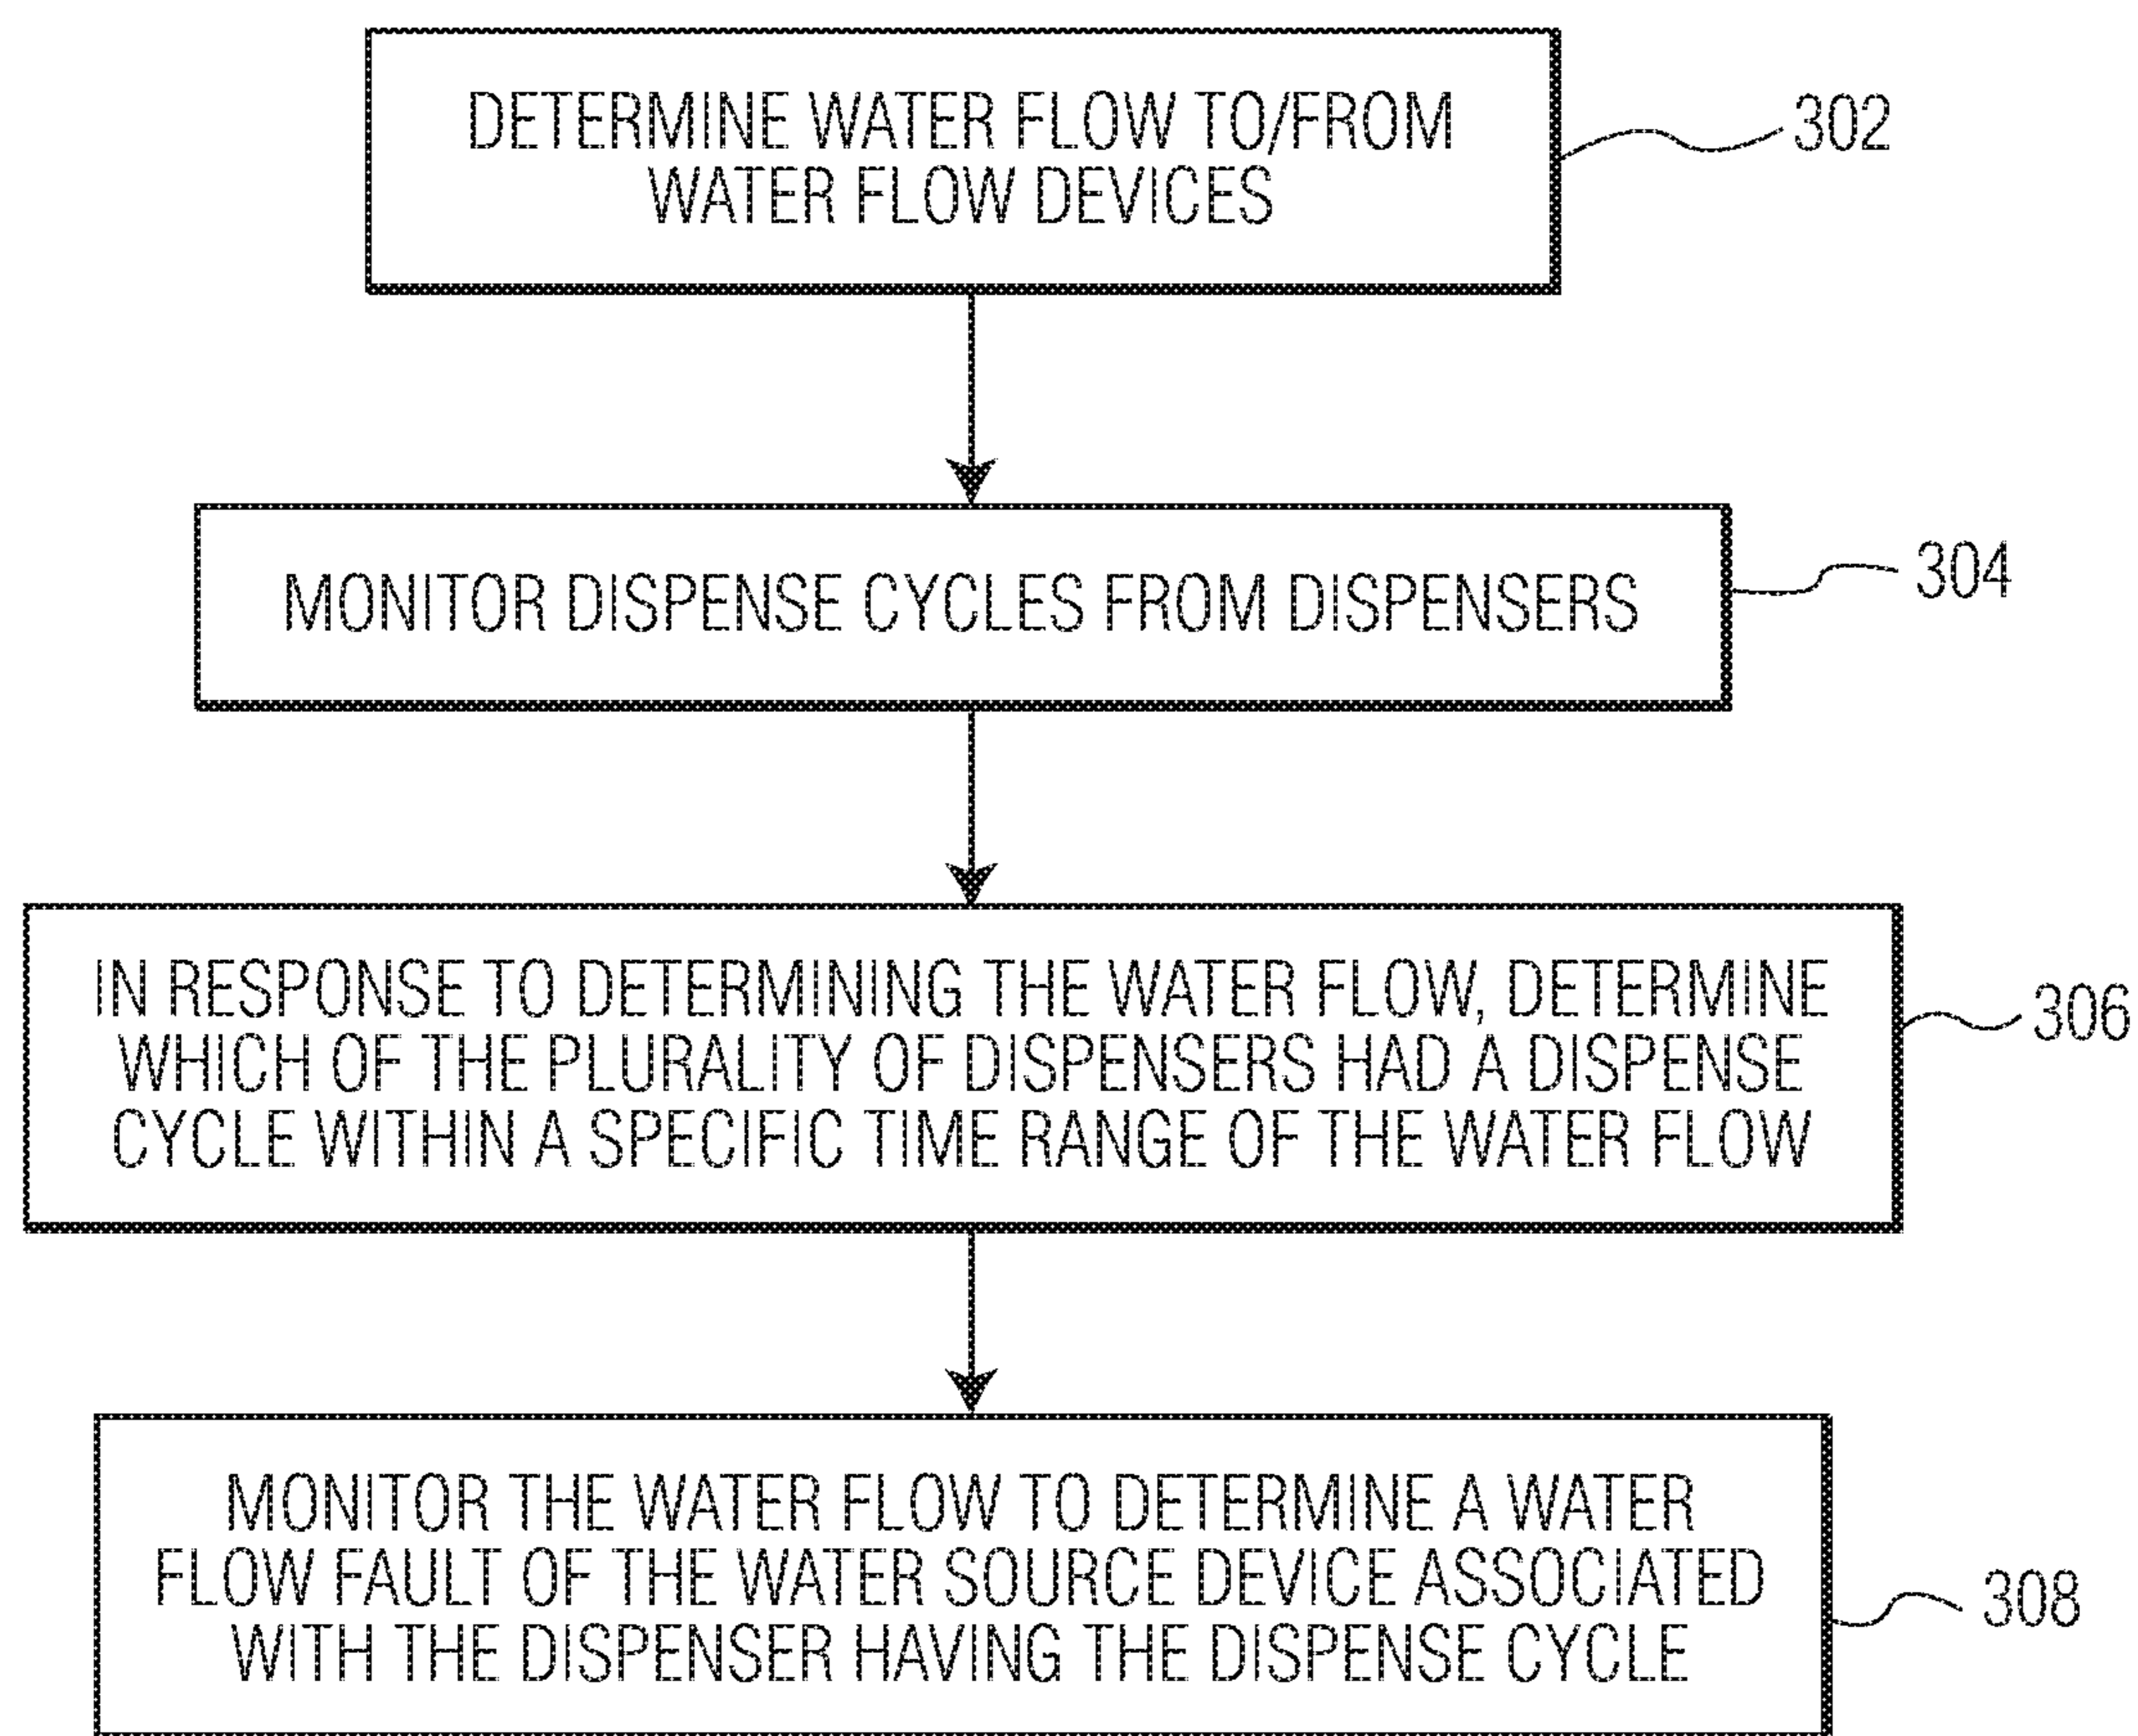 DETERMINE WATER FLOW TO/FROM
WATER FLOW DEVICES
302
MONITOR DISPENSE CYCLES FROM DISPENSERS
304
IN RESPONSE TO DETERMINING THE WATER FLOW, DETERMINE
WHICH OF THE PLURALITY OF DISPENSERS HAD A DISPENSE
CYCLE WITHIN A SPECIFIC TIME RANGE OF THE WATER FLOW
306
MONITOR THE WATER FLOW TO DETERMINE A WATER
FLOW FAULT OF THE WATER SOURCE DEVICE ASSOCIATED
WITH THE DISPENSER HAVING THE DISPENSE CYCLE
308